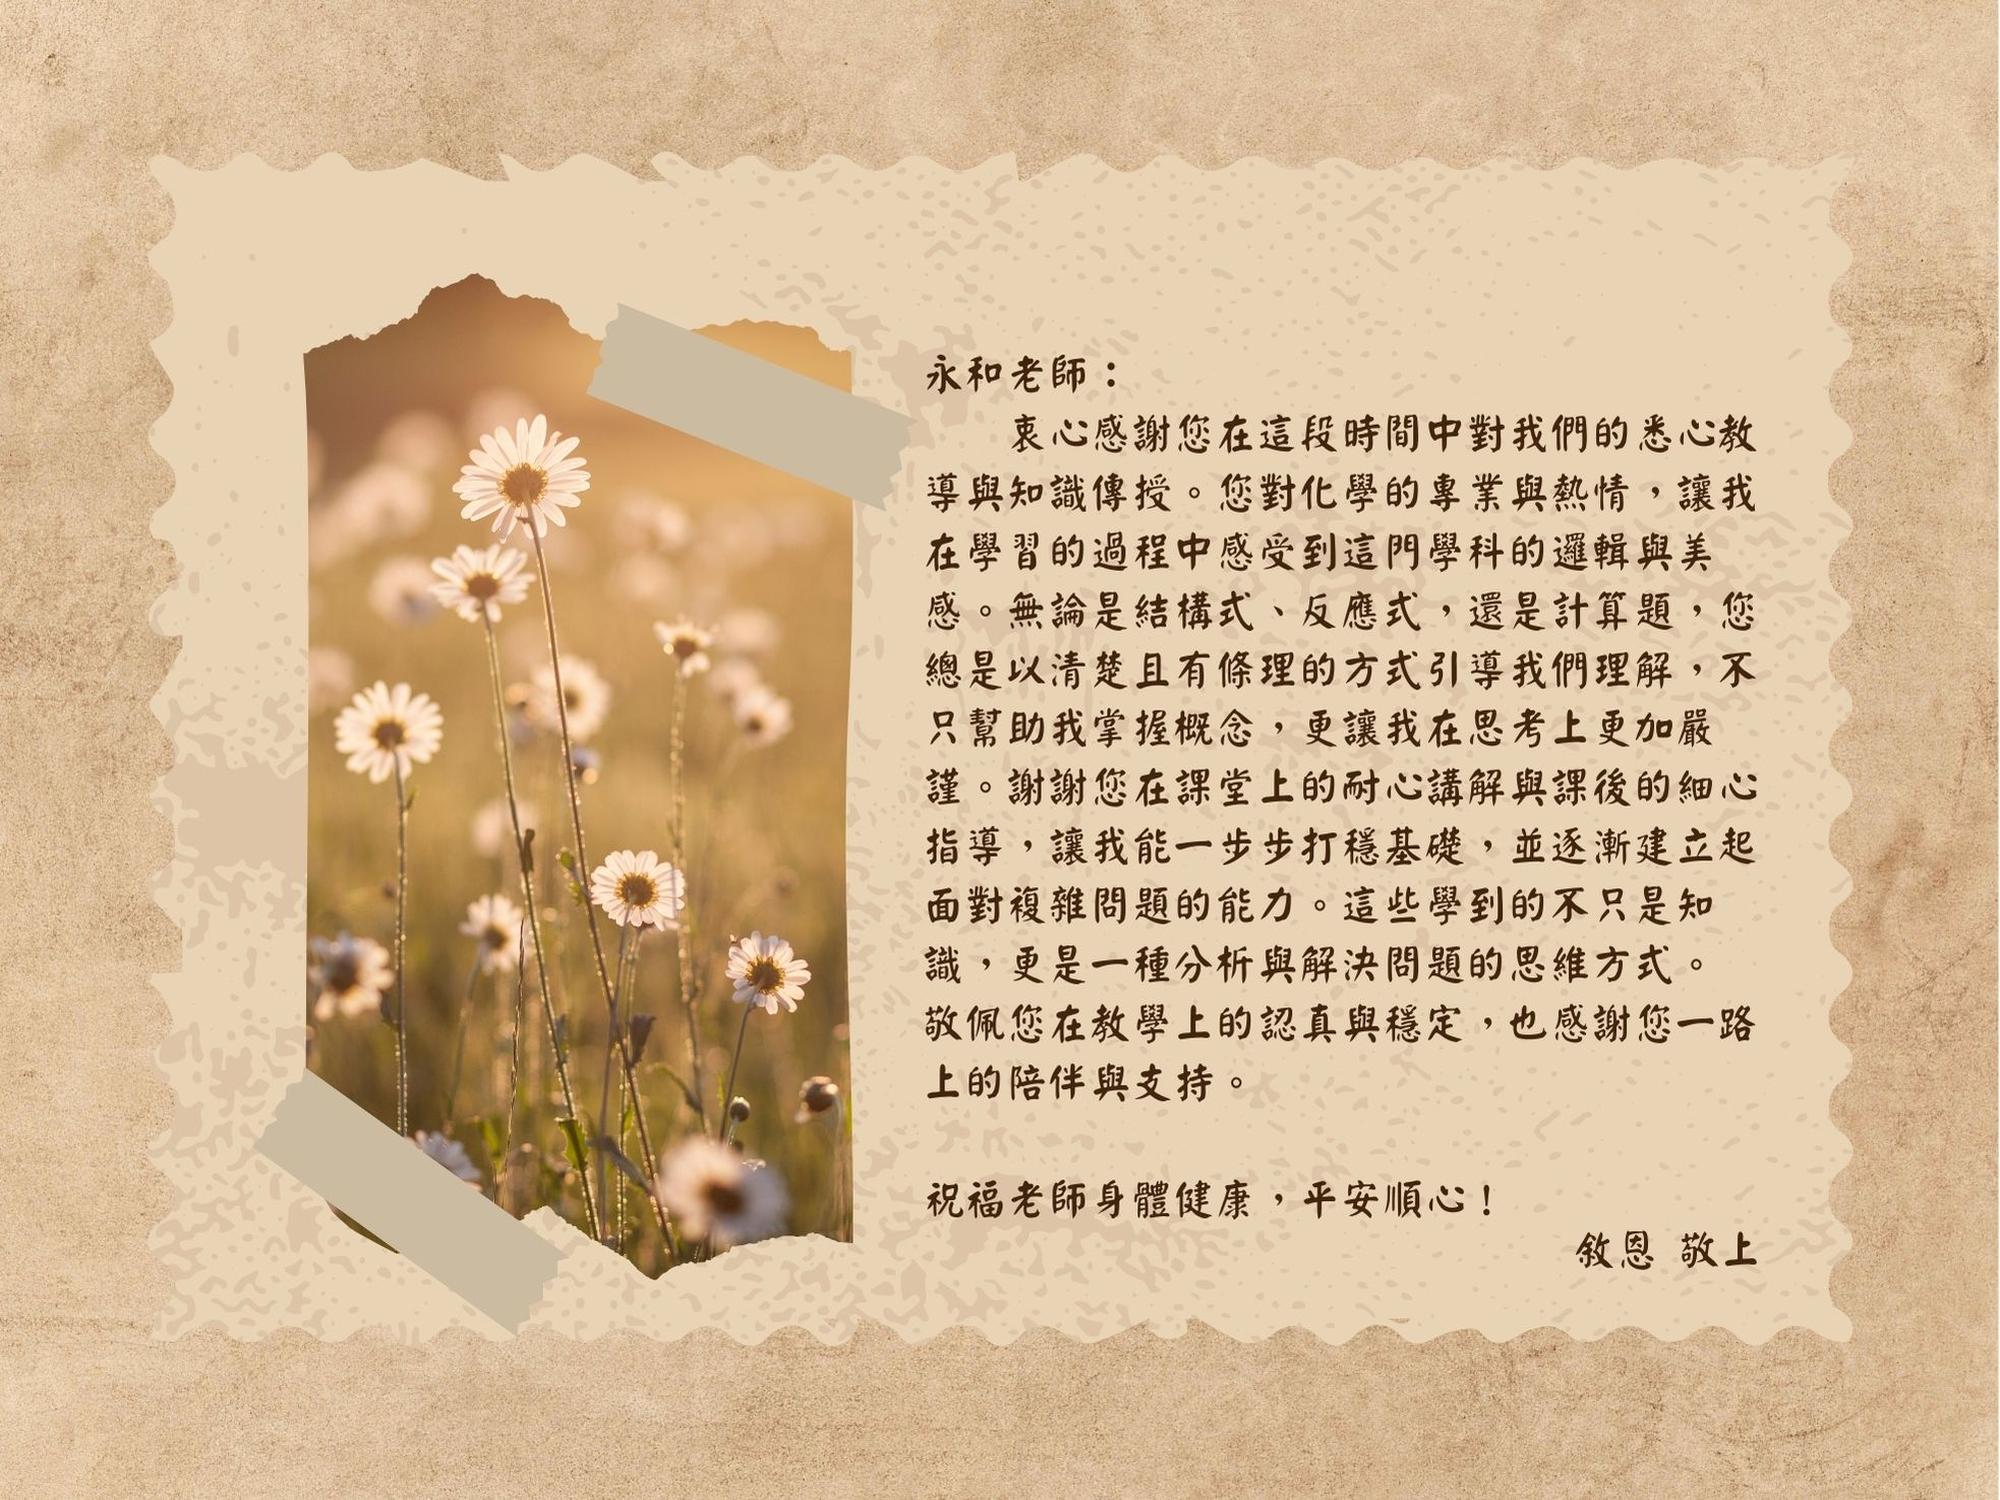 永和老師：
衷心感謝您在這段時間中對我們的悉心教
導與知識傳授。您對化學的專業與熱情，讓我
在學習的過程中感受到這門學科的邏輯與美
感。無論是結構式、反應式，還是計算題，您
總是以清楚且有條理的方式引導我們理解，不
只幫助我掌握概念，更讓我在思考上更加嚴
謹。謝謝您在課堂上的耐心講解與課後的細心
指導，讓我能一步步打穩基礎，並逐漸建立起
面對複雜問題的能力。這些學到的不只是知
識，更是一種分析與解決問題的思維方式。
敬佩您在教學上的認真與穩定，也感謝您一路
上的陪伴與支持。
祝福老師身體健康，平安順心！
敘恩 敬上